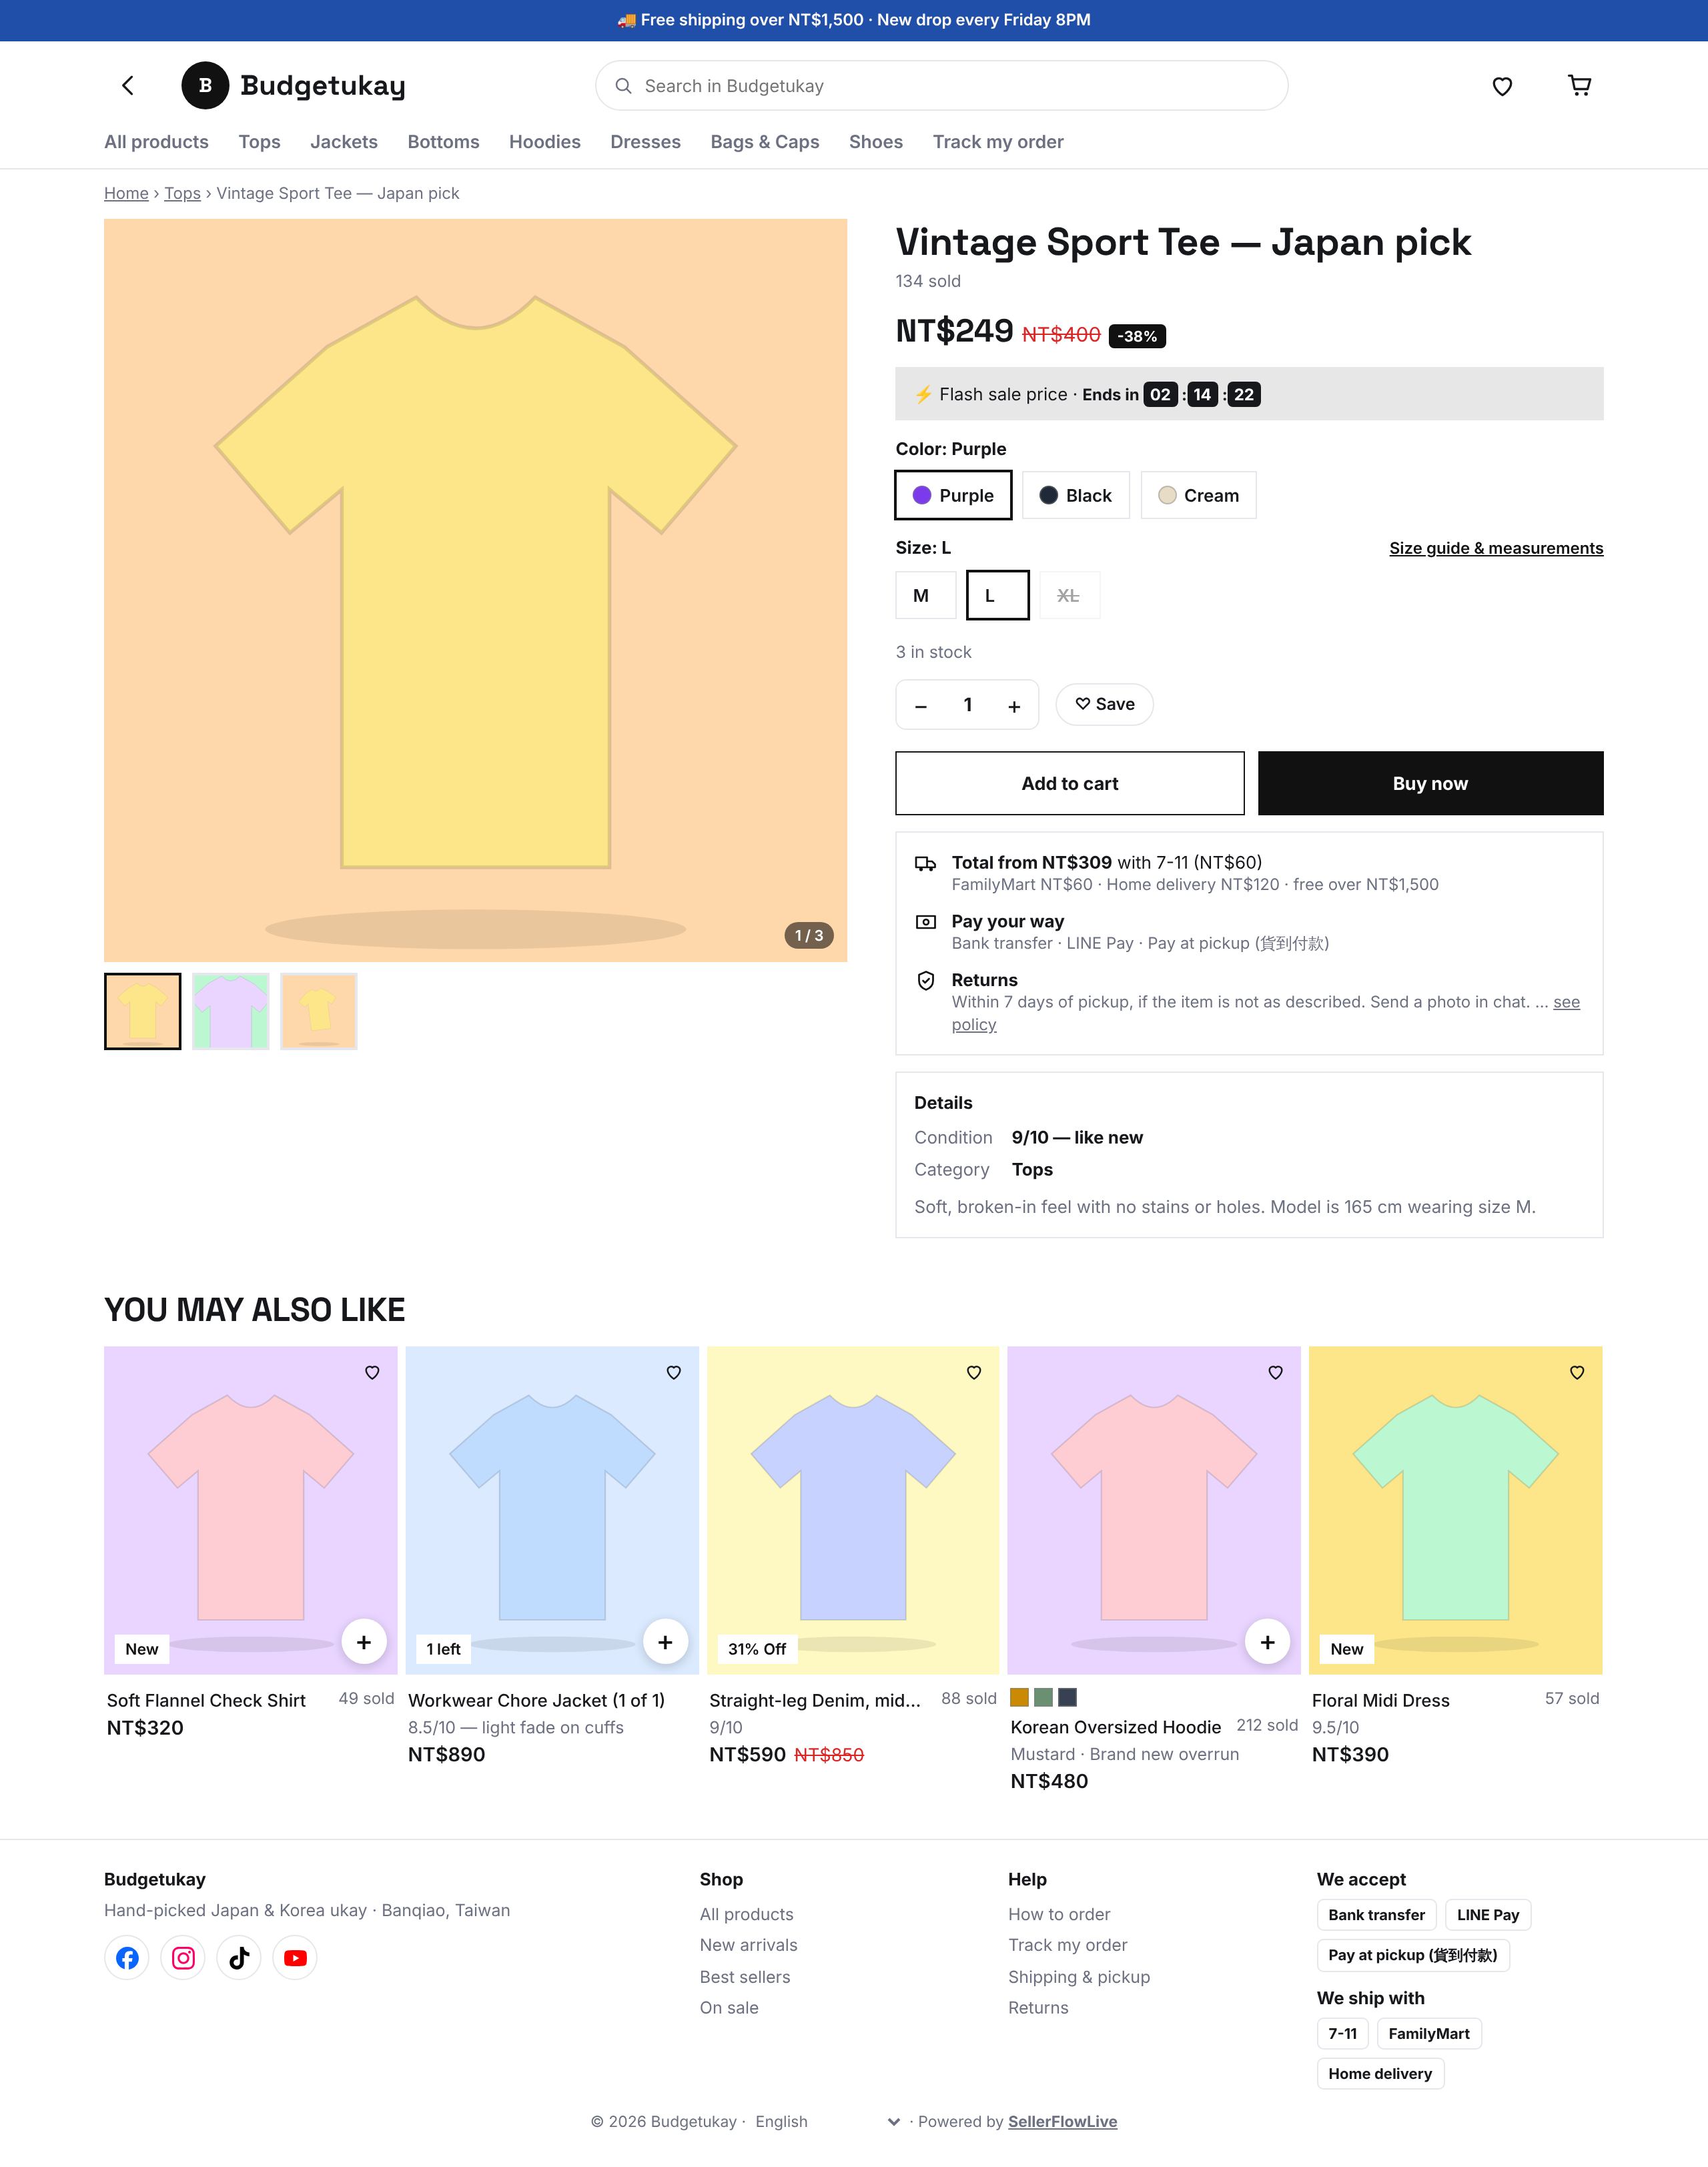 🚚 Free shipping over NT$1,500 · New drop every Friday 8PM
B Budgetukay
Search in Budgetukay
All products Tops Jackets Bottoms Hoodies Dresses Bags & Caps Shoes Track my order
Home › Tops › Vintage Sport Tee — Japan pick
1 / 3
Vintage Sport Tee — Japan pick
134 sold
NT$249 NT$400 -38%
⚡ Flash sale price · Ends in 02 : 14 : 22
Color: Purple
Purple Black Cream
Size: L Size guide & measurements
M L XL
3 in stock
− 1 + ♡ Save
Add to cart Buy now
Total from NT$309 with 7-11 (NT$60)
FamilyMart NT$60 · Home delivery NT$120 · free over NT$1,500
Pay your way
Bank transfer · LINE Pay · Pay at pickup (貨到付款)
Returns
Within 7 days of pickup, if the item is not as described. Send a photo in chat. ... see
policy
Details
Condition 9/10 — like new
Category Tops
Soft, broken-in feel with no stains or holes. Model is 165 cm wearing size M.
YOU MAY ALSO LIKE
New +
Soft Flannel Check Shirt 49 sold
NT$320
1 left +
Workwear Chore Jacket (1 of 1)
8.5/10 — light fade on cuffs
NT$890
31% Off
Straight-leg Denim, mid... 88 sold
9/10
NT$590 NT$850
+
Korean Oversized Hoodie 212 sold
Mustard · Brand new overrun
NT$480
New
Floral Midi Dress 57 sold
9.5/10
NT$390
Budgetukay
Hand-picked Japan & Korea ukay · Banqiao, Taiwan
Shop
All products
New arrivals
Best sellers
On sale
Help
How to order
Track my order
Shipping & pickup
Returns
We accept
Bank transfer LINE Pay
Pay at pickup (貨到付款)
We ship with
7-11 FamilyMart
Home delivery
© 2026 Budgetukay · English · Powered by SellerFlowLive